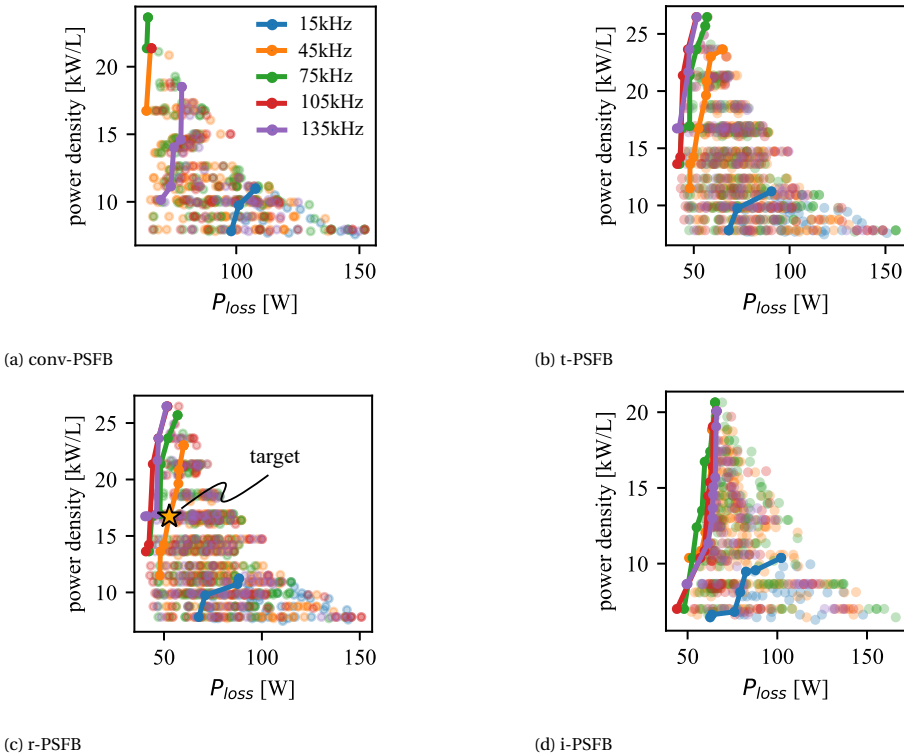 power density [kW/L]
20
15
10
15kHz
45kHz
75kHz
105kHz
135kHz
100
150
P_loss [W]
(a) conv-PSFB
power density [kW/L]
25
20
15
10
50
100
150
P_loss [W]
(b) t-PSFB
power density [kW/L]
25
20
15
10
target
50
100
150
P_loss [W]
(c) r-PSFB
power density [kW/L]
20
15
10
50
100
150
P_loss [W]
(d) i-PSFB